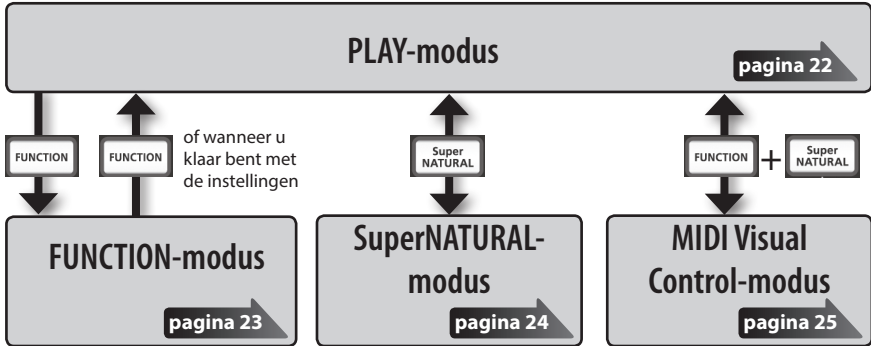 PLAY-modus
pagina 22
FUNCTION
FUNCTION
of wanneer u
klaar bent met
de instellingen
Super
NATURAL
FUNCTION
+
Super
NATURAL
FUNCTION-modus
pagina 23
SuperNATURAL-
modus
pagina 24
MIDI Visual
Control-modus
pagina 25